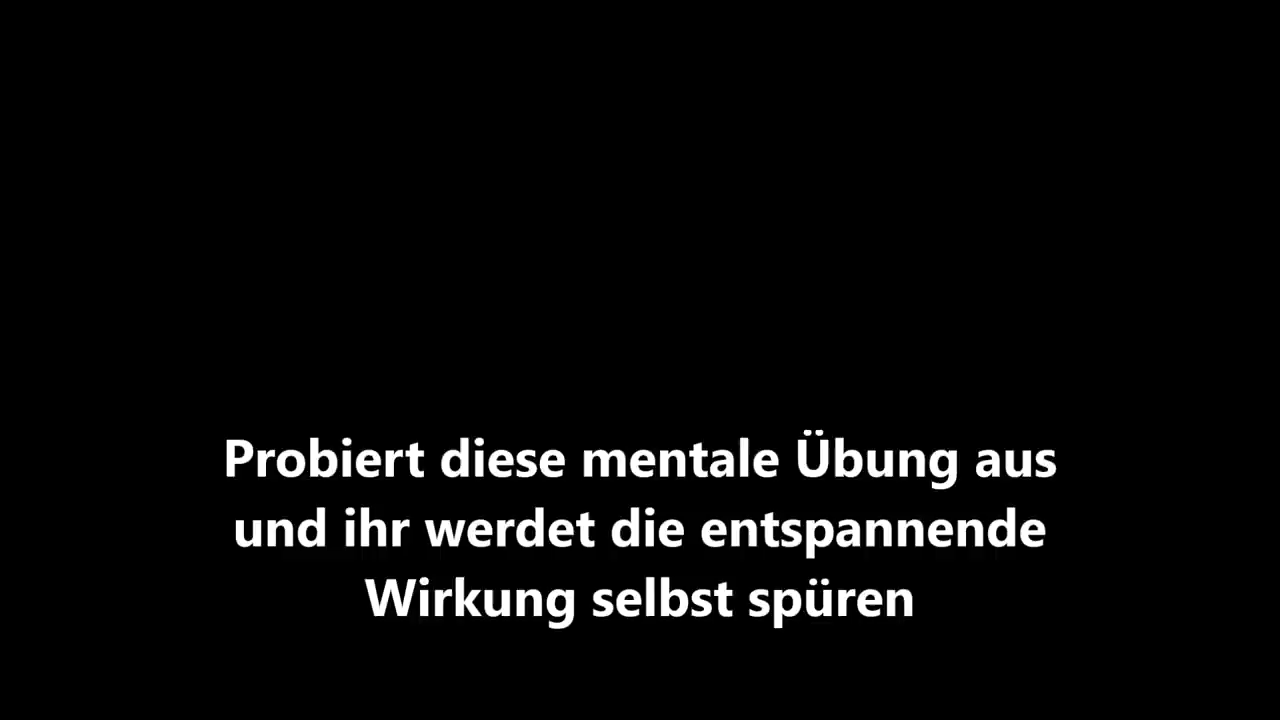 Probiert diese mentale Übung aus
und ihr werdet die entspannende
Wirkung selbst spüren